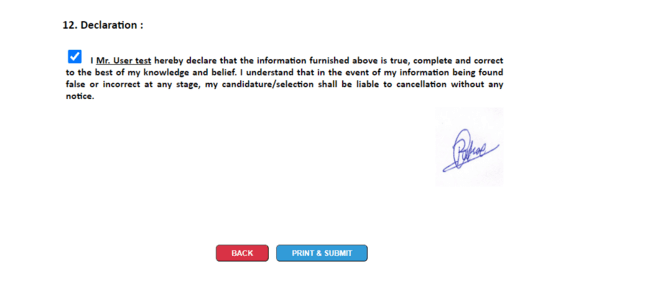 12. Declaration :
I Mr. User test hereby declare that the information furnished above is true, complete and correct
to the best of my knowledge and belief. I understand that in the event of my information being found
false or incorrect at any stage, my candidature/selection shall be liable to cancellation without any
notice.
BACK PRINT & SUBMIT